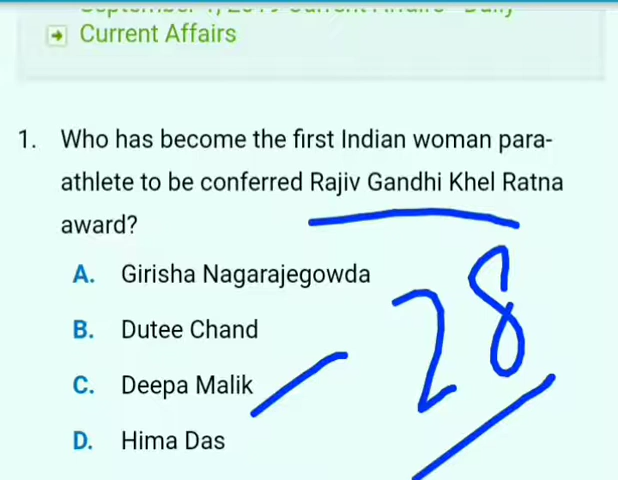 Current Affairs
1. Who has become the first Indian woman para-
athlete to be conferred Rajiv Gandhi Khel Ratna
award?
A. Girisha Nagarajegowda
B. Dutee Chand
C. Deepa Malik
D. Hima Das
28